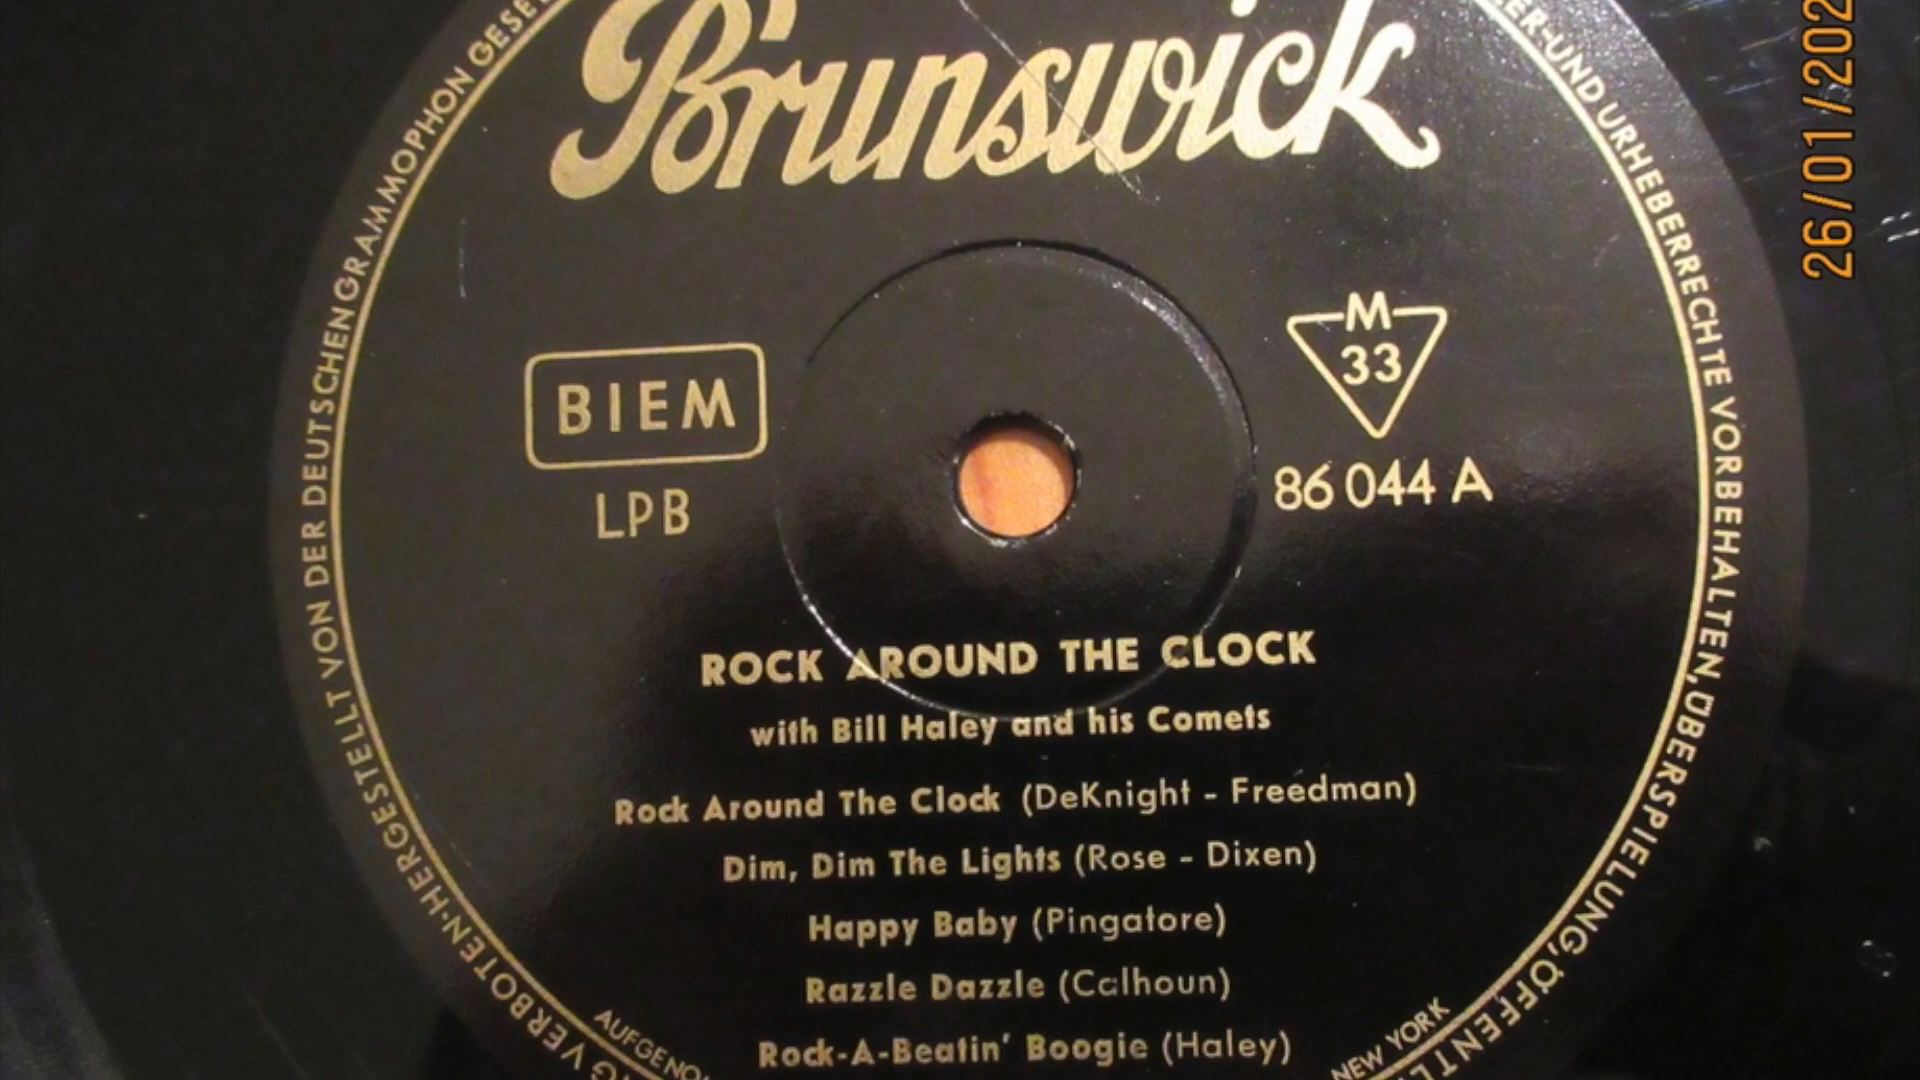 Brunswick
BIEM
LPB
M
33
86 044 A
ROCK AROUND THE CLOCK
with Bill Haley and his Comets
Rock Around The Clock (DeKnight - Freedman)
Dim, Dim The Lights (Rose - Dixen)
Happy Baby (Pingatore)
Razzle Dazzle (Calhoun)
Rock-A-Beatin' Boogie (Haley)
NEW YORK
VERBOTEN·HERGESTELLT VON DER DEUTSCHEN GRAMMOPHON
UND URHEBERRECHTE VORBEHALTEN, ÜBERSPIELUNG,
26/01/202